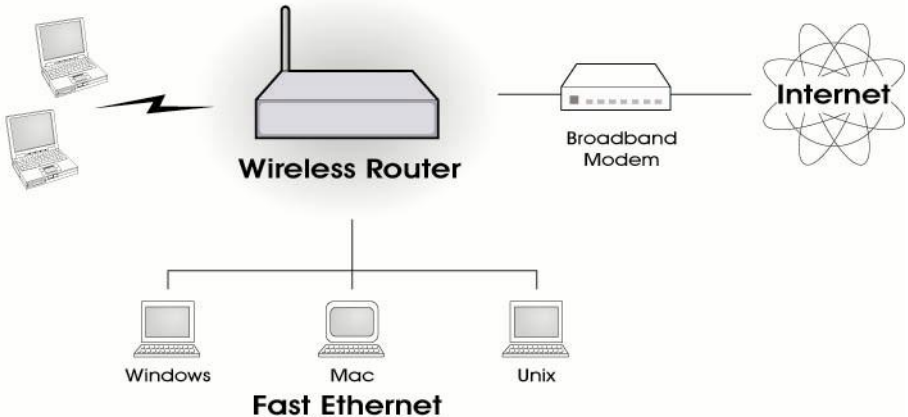 Wireless Router
Broadband
Modem
Internet
Windows
Mac
Unix
Fast Ethernet